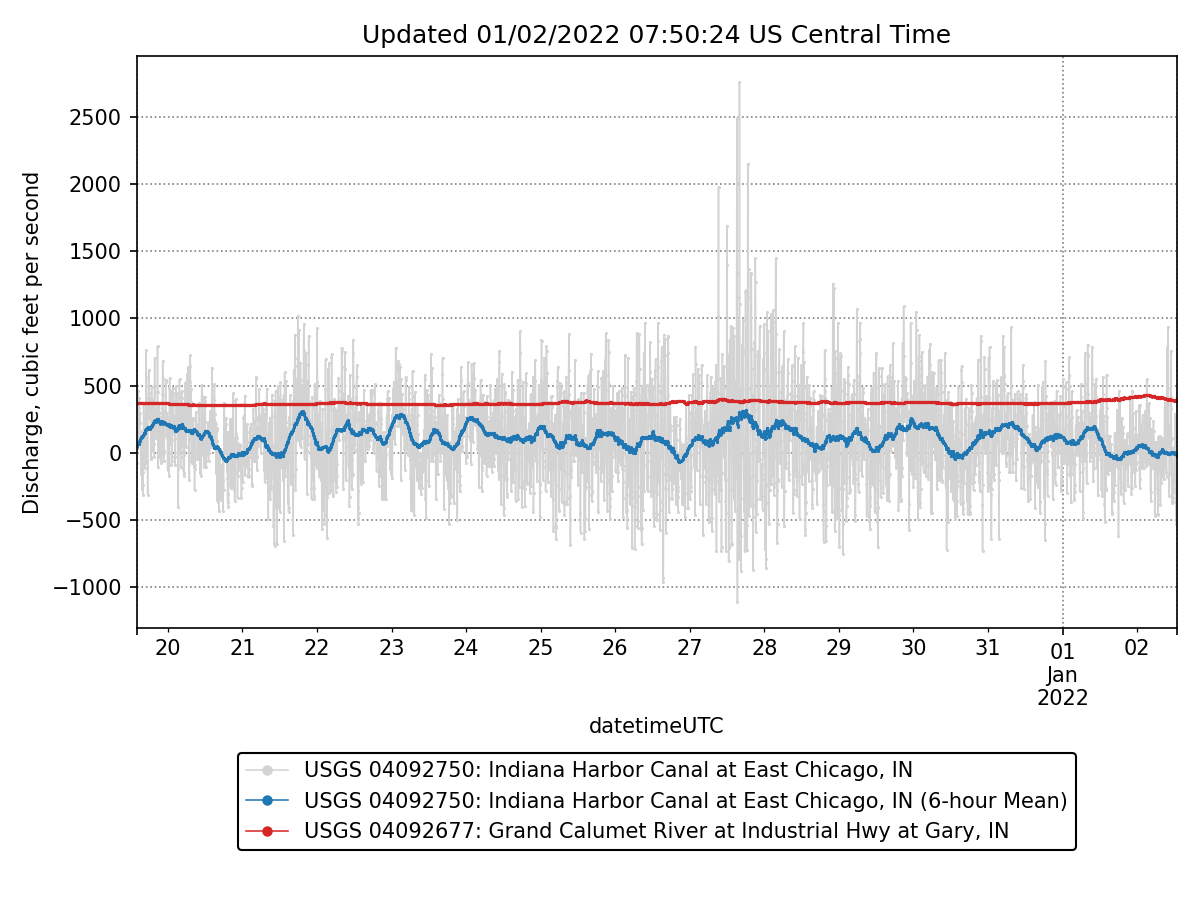 Updated 01/02/2022 07:50:24 US Central Time
Discharge, cubic feet per second
2500
2000
1500
1000
500
0
−500
−1000
20 21 22 23 24 25 26 27 28 29 30 31 01 02
Jan
2022
datetimeUTC
USGS 04092750: Indiana Harbor Canal at East Chicago, IN
USGS 04092750: Indiana Harbor Canal at East Chicago, IN (6-hour Mean)
USGS 04092677: Grand Calumet River at Industrial Hwy at Gary, IN